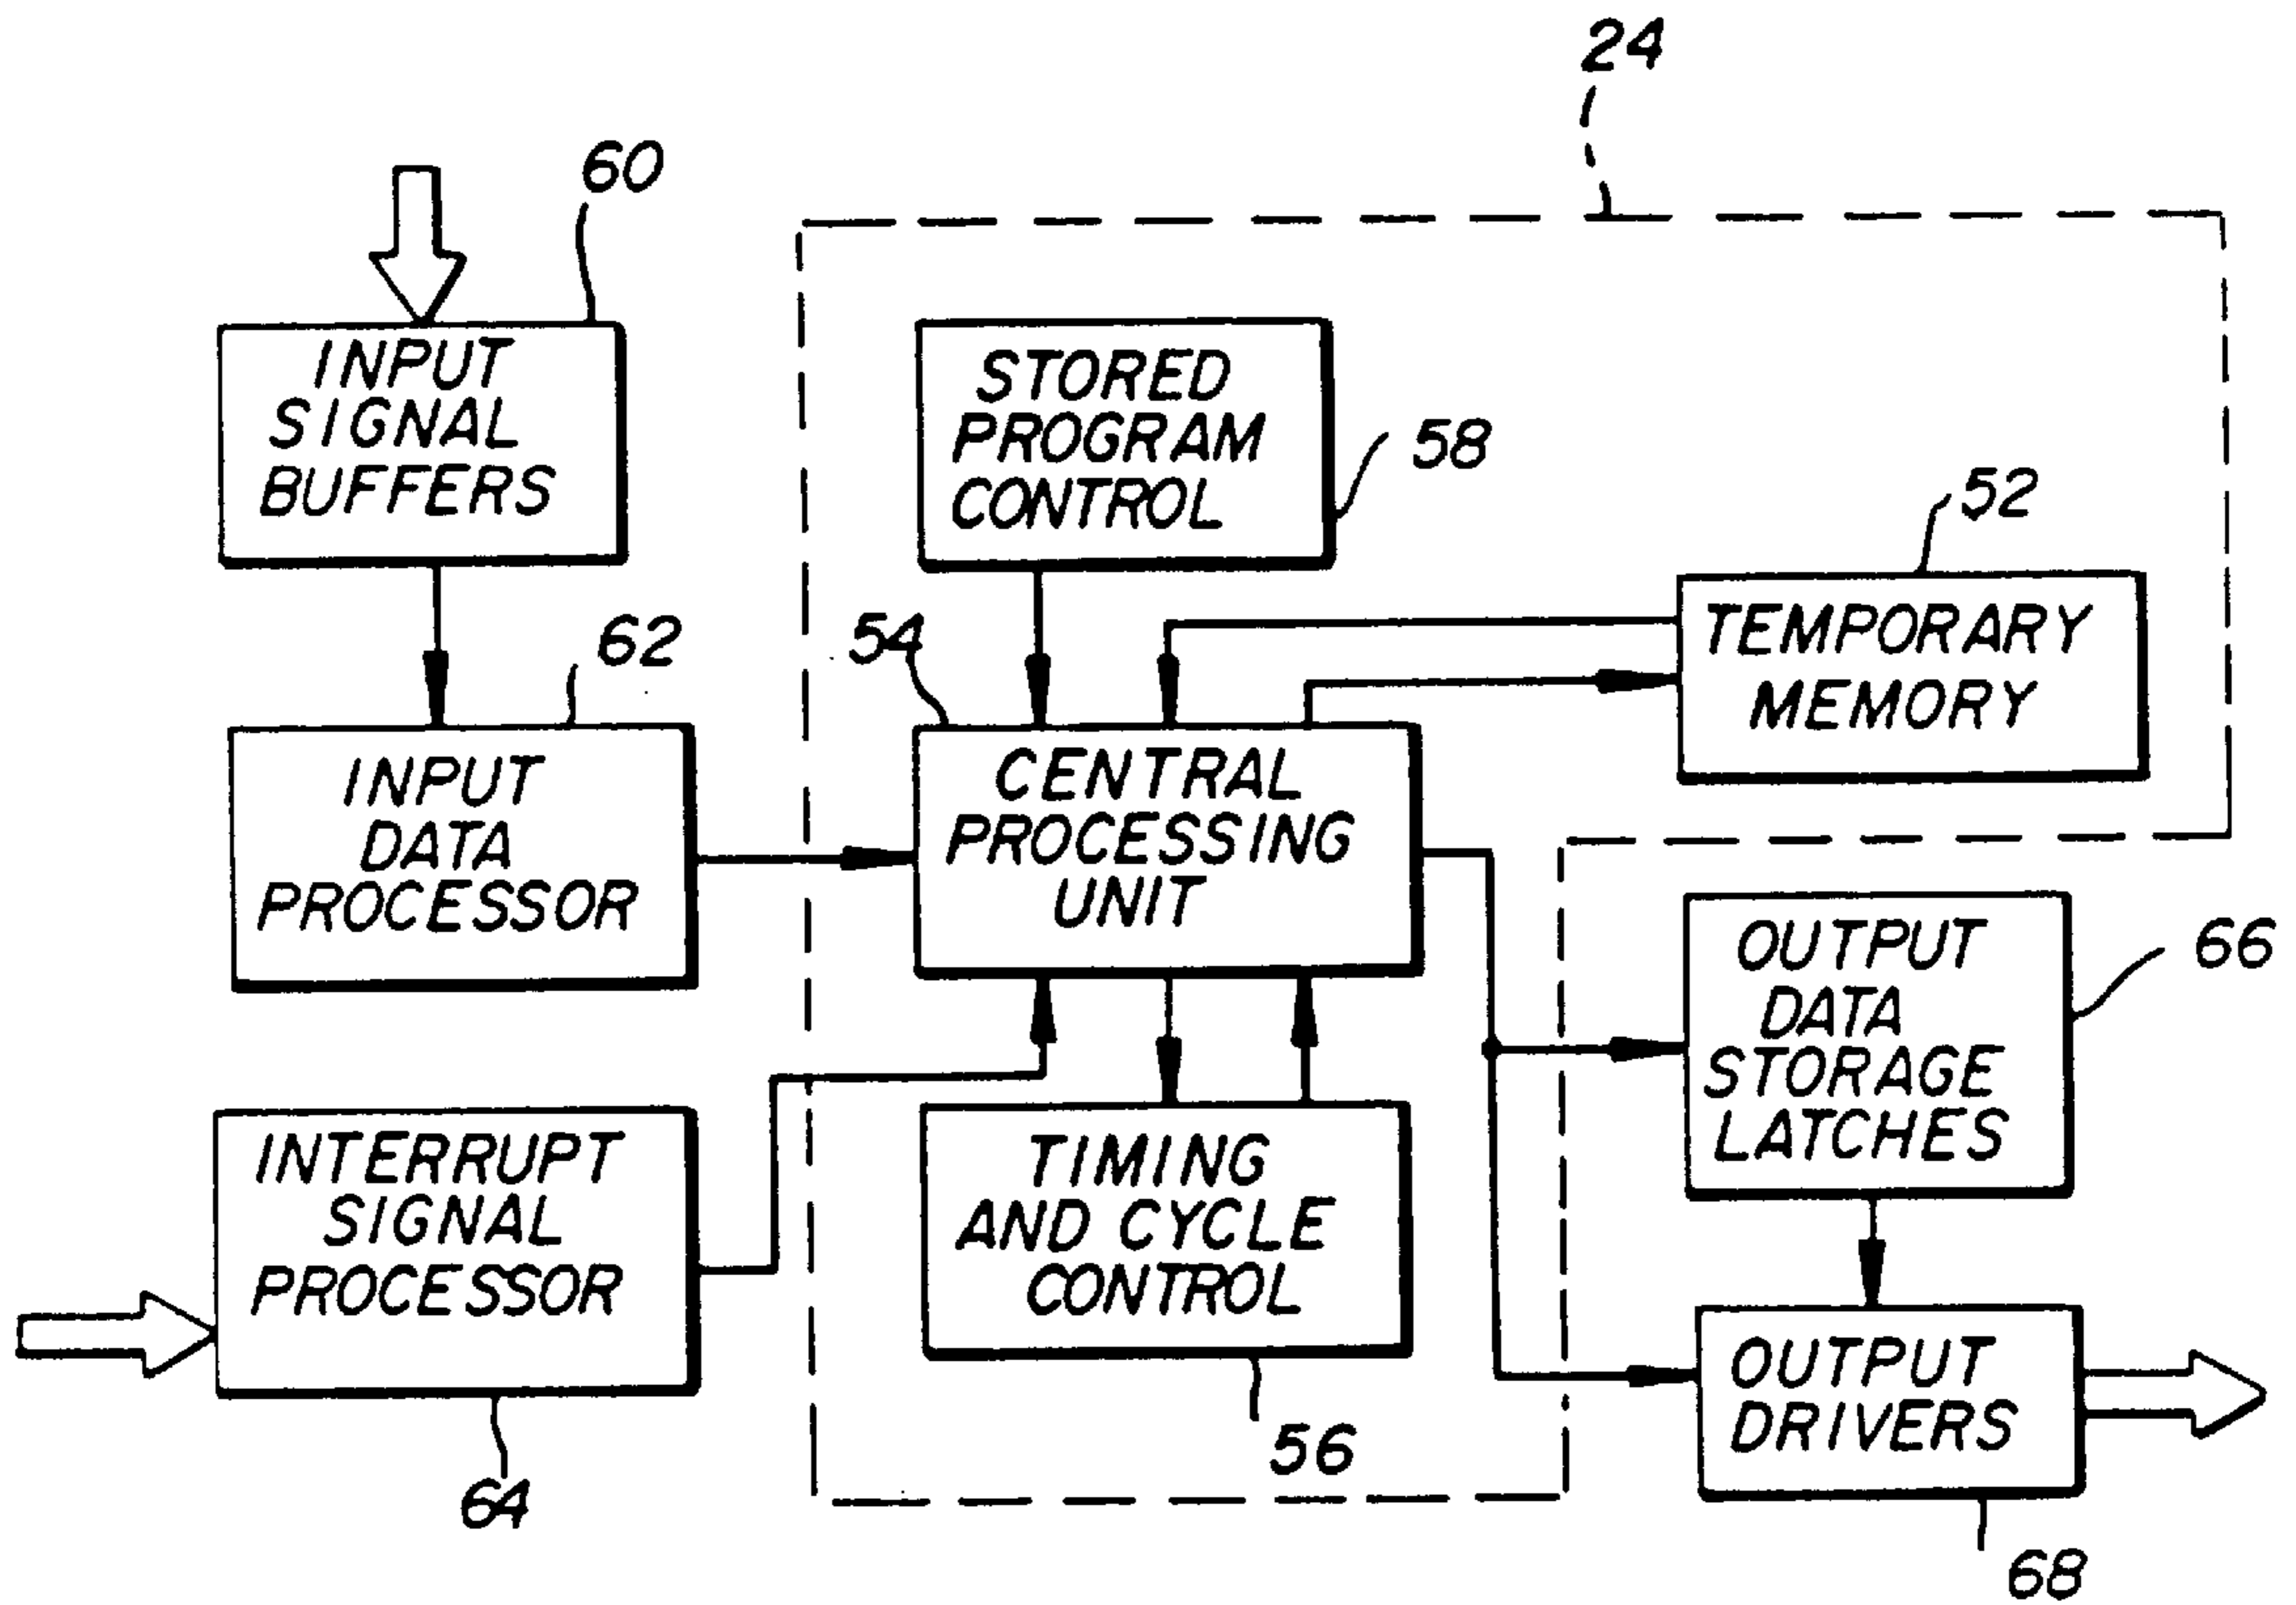 24
60
INPUT
SIGNAL
BUFFERS
STORED
PROGRAM
CONTROL
58
52
TEMPORARY
MEMORY
62
54
INPUT
DATA
PROCESSOR
CENTRAL
PROCESSING
UNIT
OUTPUT
DATA
STORAGE
LATCHES
66
INTERRUPT
SIGNAL
PROCESSOR
64
TIMING
AND CYCLE
CONTROL
56
OUTPUT
DRIVERS
68